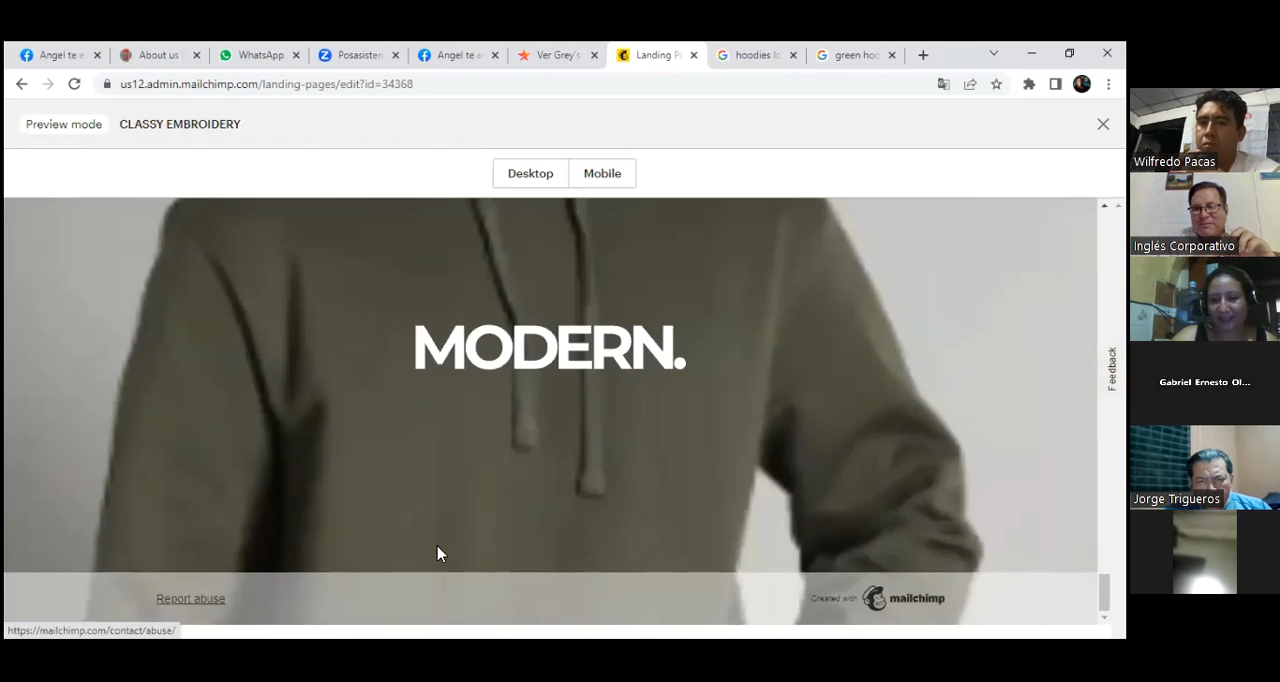 Angel te e
About us
WhatsApp
Posasisten
Angel te e
Ver Grey's
Landing Pa
hoodies lo
green hoo
us12.admin.mailchimp.com/landing-pages/edit?id=34368
Preview mode CLASSY EMBROIDERY
Desktop Mobile
Feedback
MODERN.
Report abuse
Created with mailchimp
https://mailchimp.com/contact/abuse/
Wilfredo Pacas
Inglés Corporativo
Gabriel Ernesto Ol...
Jorge Trigueros